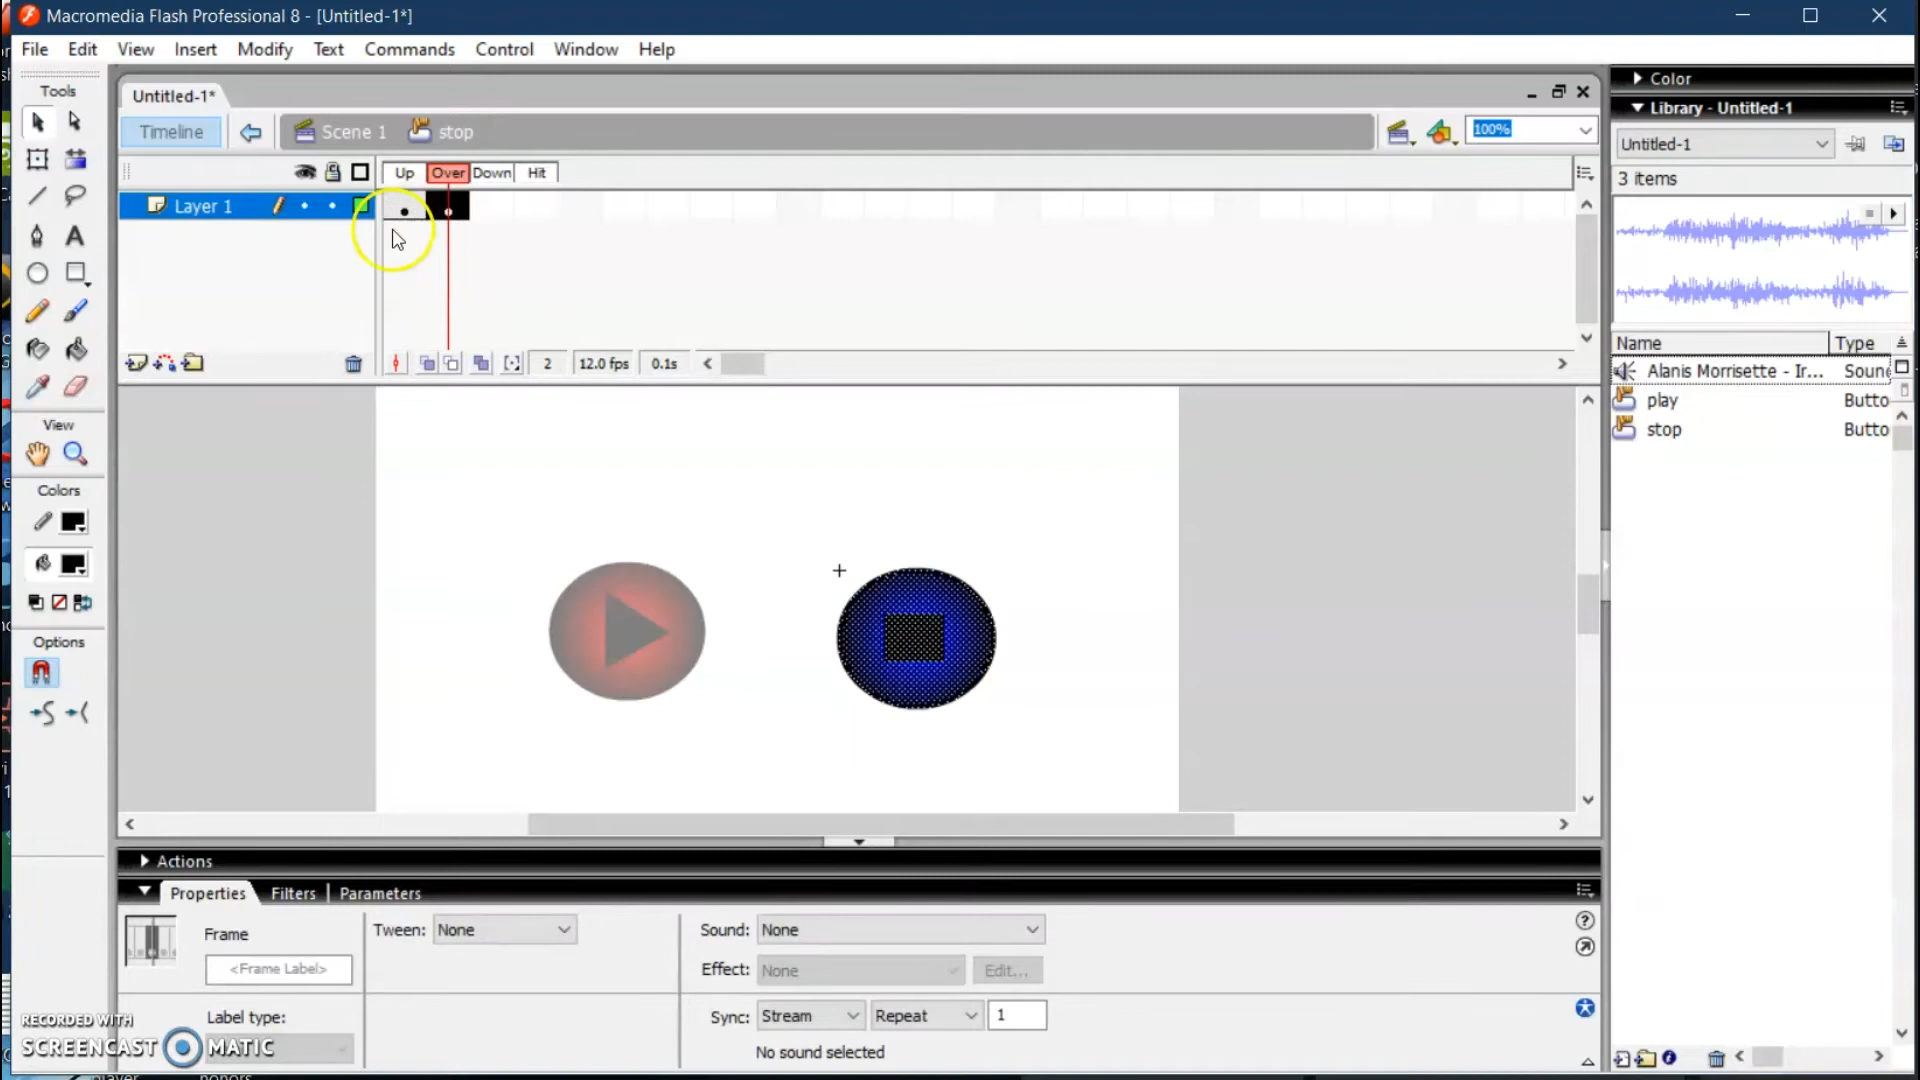 Macromedia Flash Professional 8 - [Untitled-1*]
File Edit View Insert Modify Text Commands Control Window Help
Tools
View
Colors
Options
Untitled-1*
Timeline Scene 1 stop 100%
Up Over Down Hit
Layer 1
2 12.0 fps 0.1s
Actions
Properties Filters Parameters
Frame
<Frame Label>
Label type:
Tween: None
Sound: None
Effect: None Edit...
Sync: Stream Repeat 1
No sound selected
Color
Library - Untitled-1
Untitled-1
3 items
Name Type
Alanis Morrisette - Ir... Soun
play Butto
stop Butto
RECORDED WITH
SCREENCAST MATIC